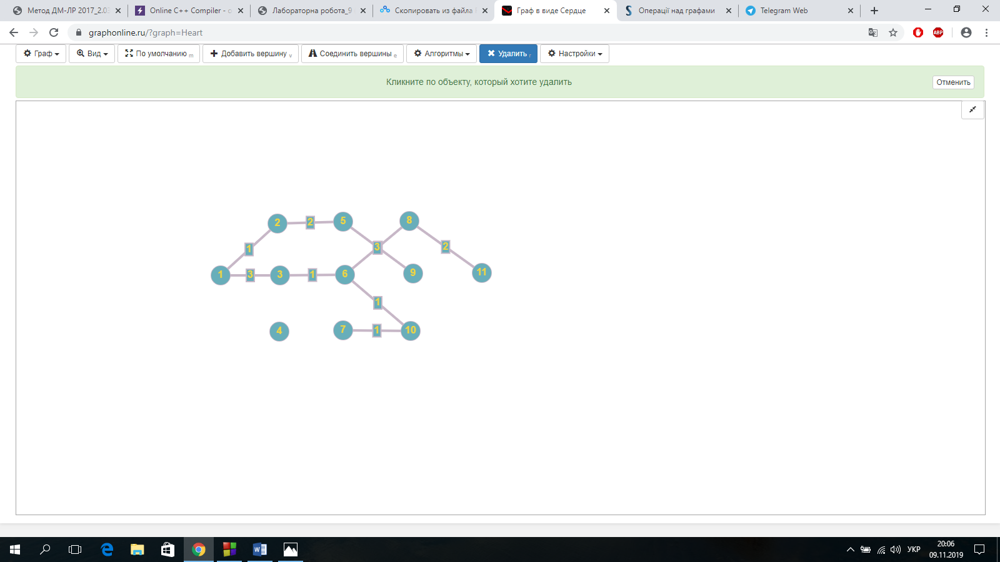 Метод ДМ-ЛР 2017_2.03
Online C++ Compiler - o
Лабораторна робота_9
Скопировать из файла
Граф в виде Сердце
Операції над графами
Telegram Web
graphonline.ru/?graph=Heart
ABP
Граф
Вид
По умолчанию m
Добавить вершину v
Соединить вершины e
Алгоритмы
Удалить r
Настройки
Кликните по объекту, который хотите удалить
Отменить
2 2 5 8
1 3 2
1 3 3 1 6 9 11
1
4 7 1 10
УКР
20:06
09.11.2019